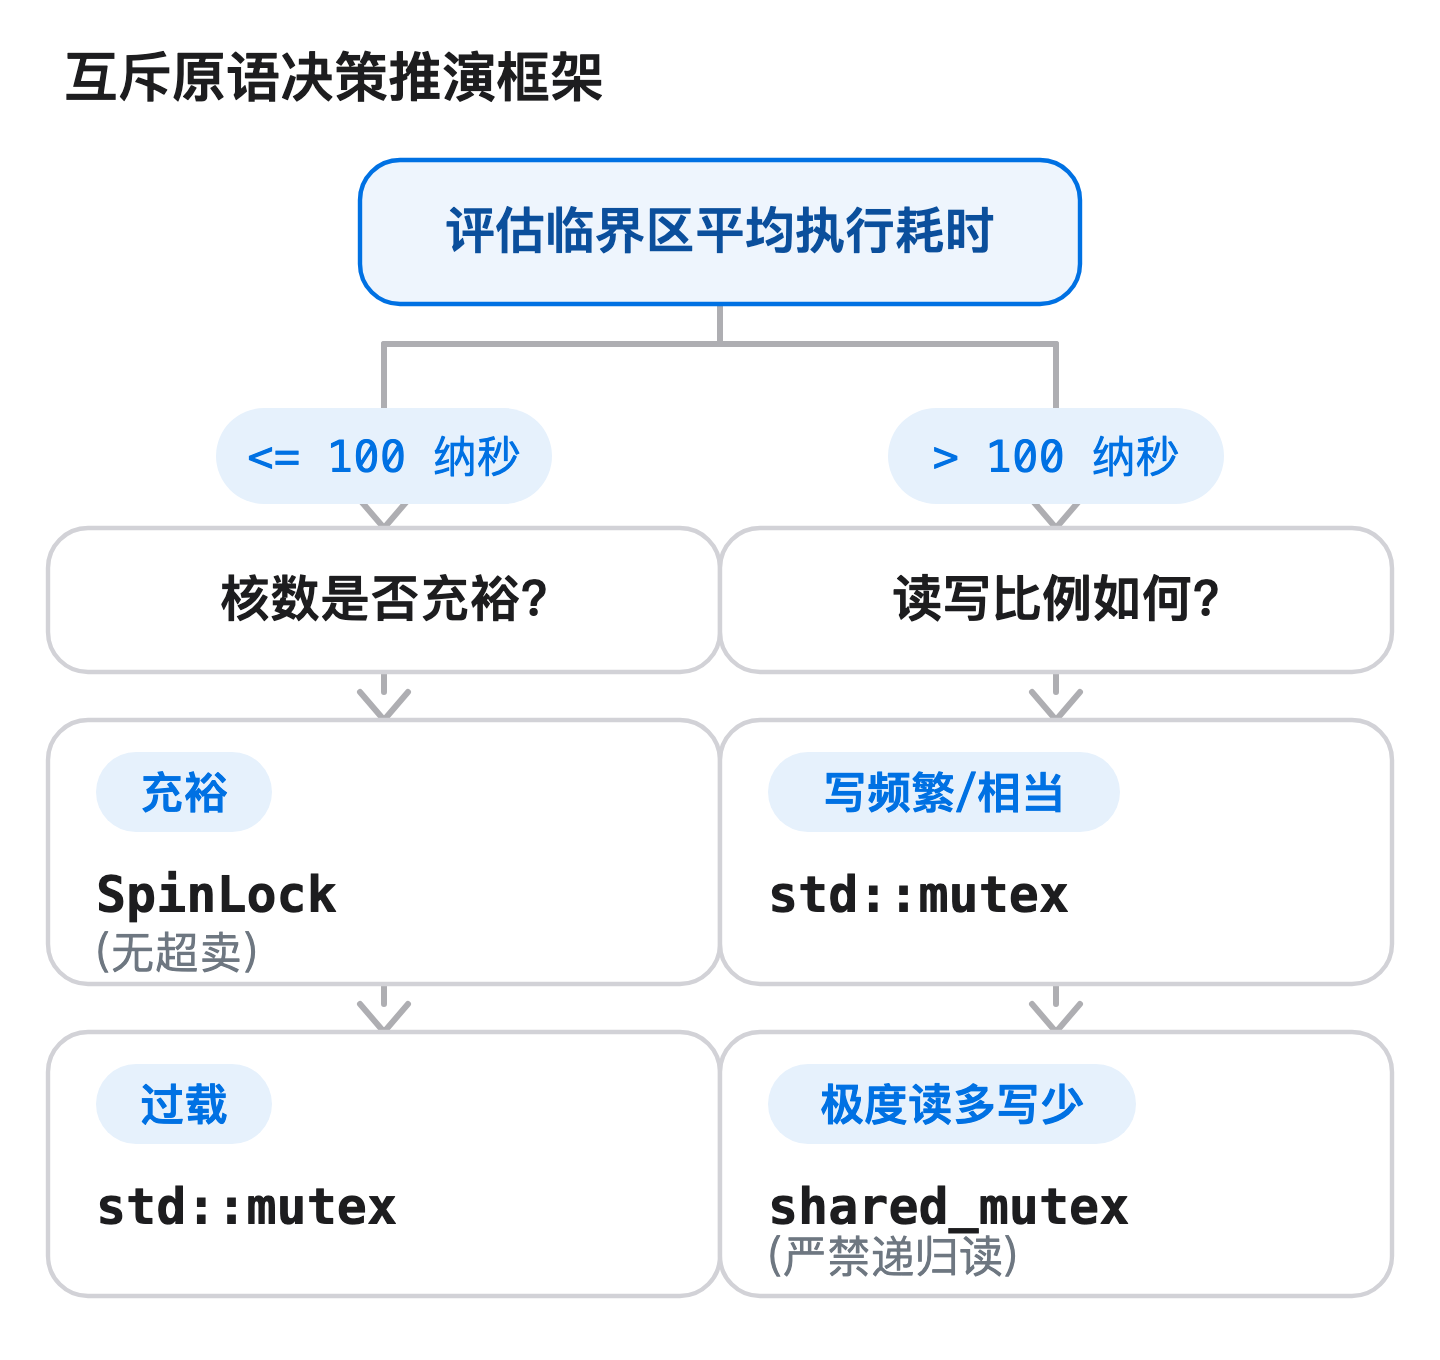 互斥原语决策推演框架
评估临界区平均执行耗时
<= 100 纳秒
> 100 纳秒
核数是否充裕?
读写比例如何?
充裕
SpinLock
(无超卖)
写频繁/相当
std::mutex
过载
std::mutex
极度读多写少
shared_mutex
(严禁递归读)